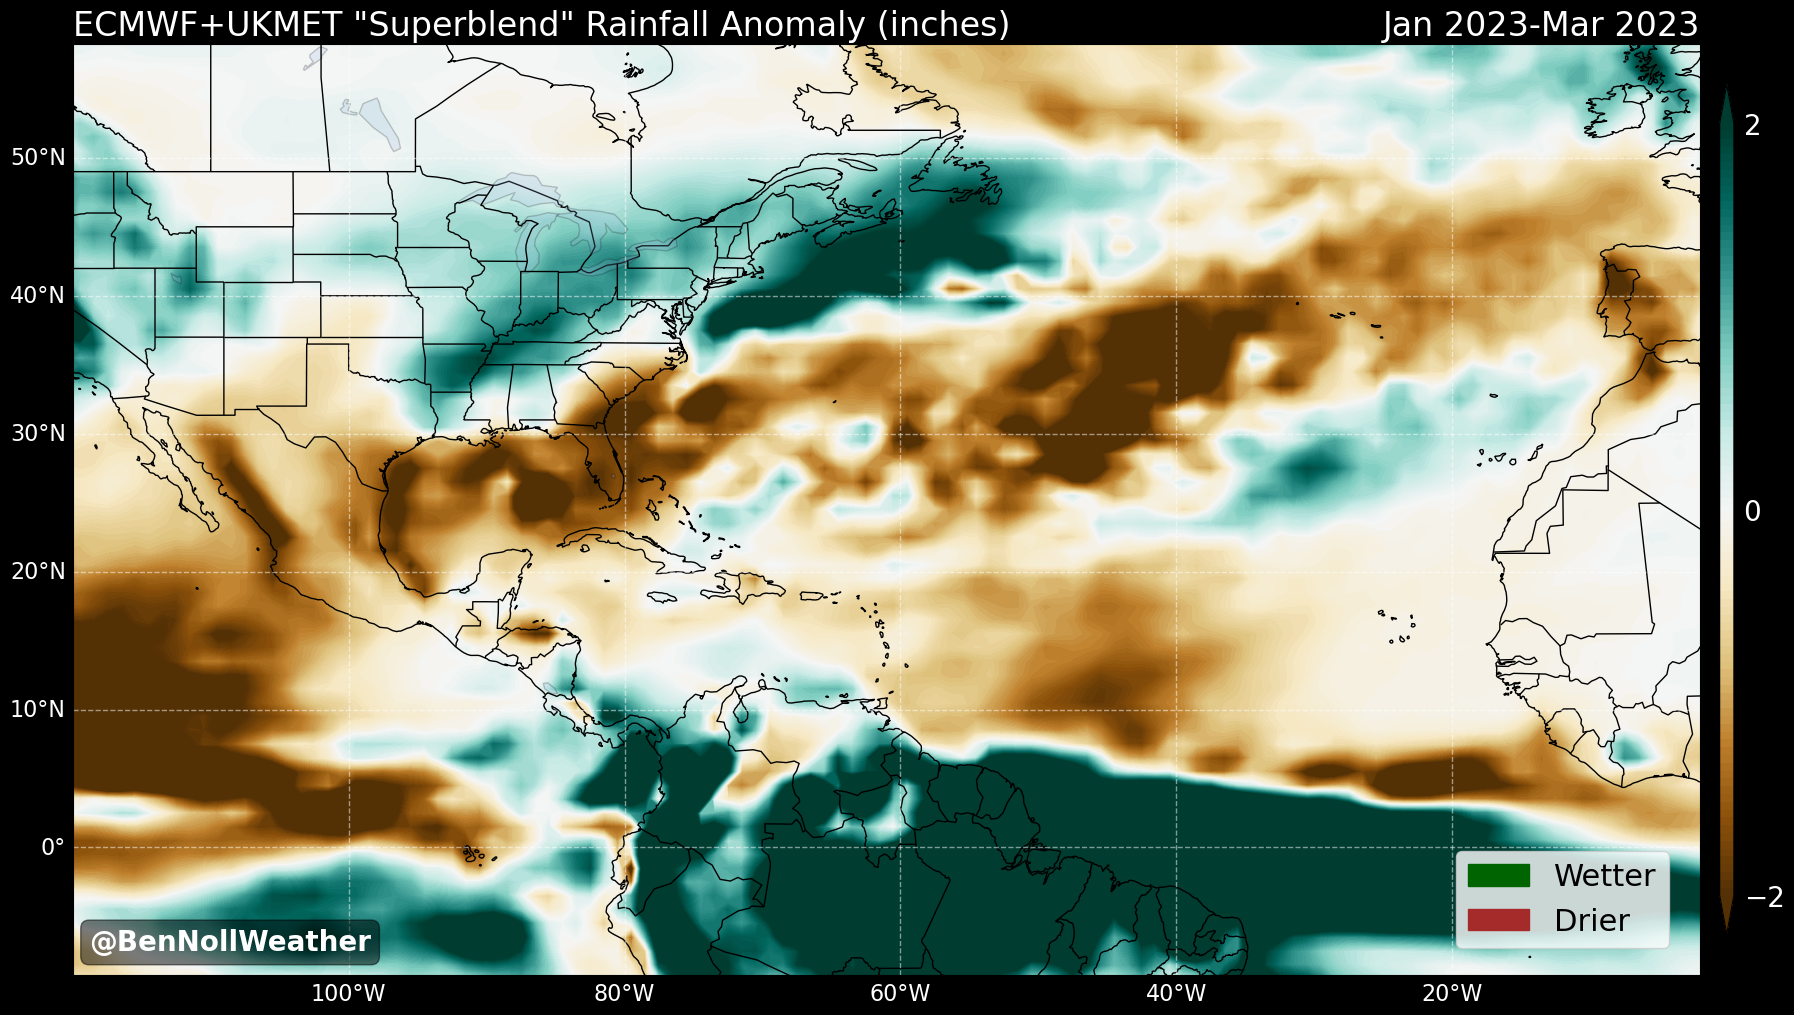 ECMWF+UKMET "Superblend" Rainfall Anomaly (inches) Jan 2023-Mar 2023
2
50°N
40°N
0
30°N
20°N
10°N
0°
Wetter
−2
Drier
@BenNollWeather
100°W 80°W 60°W 40°W 20°W